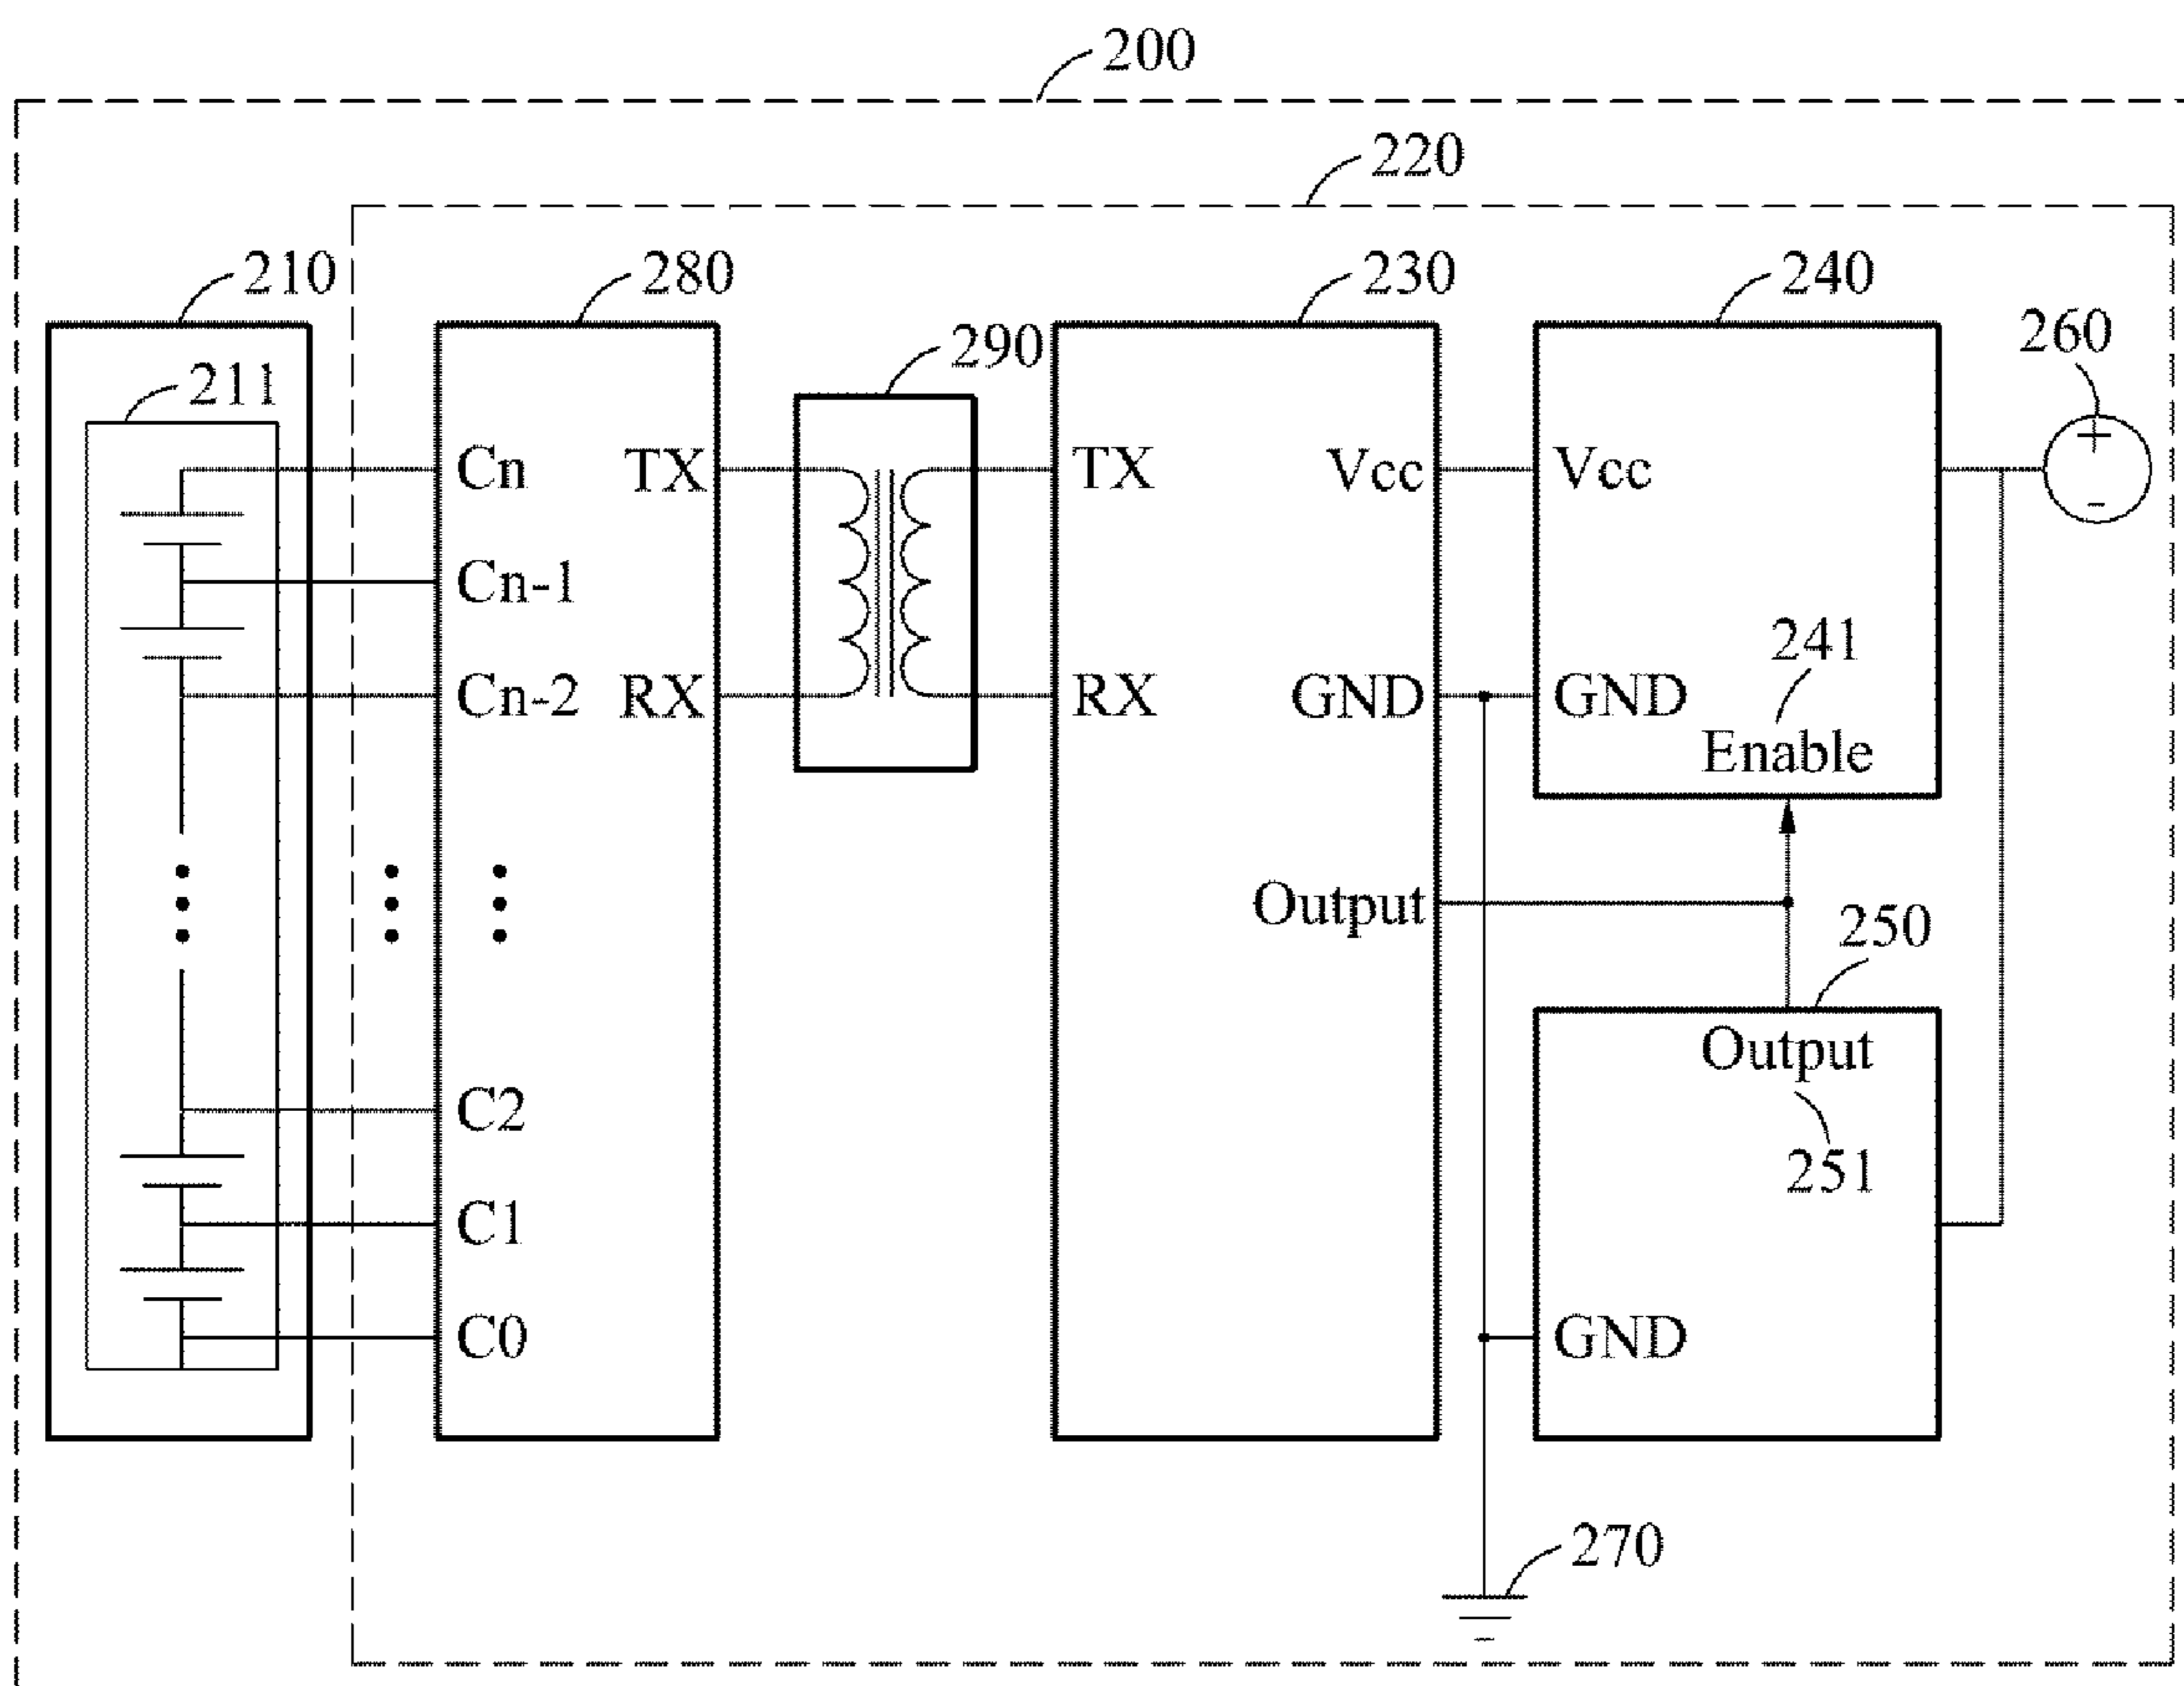 200
220
210
280
230
240
260
290
211
Cn
TX
TX
Vcc
Vcc
+
-
Cn-1
241
Cn-2
RX
RX
GND
GND
Enable
Output
250
Output
251
C2
C1
C0
GND
270